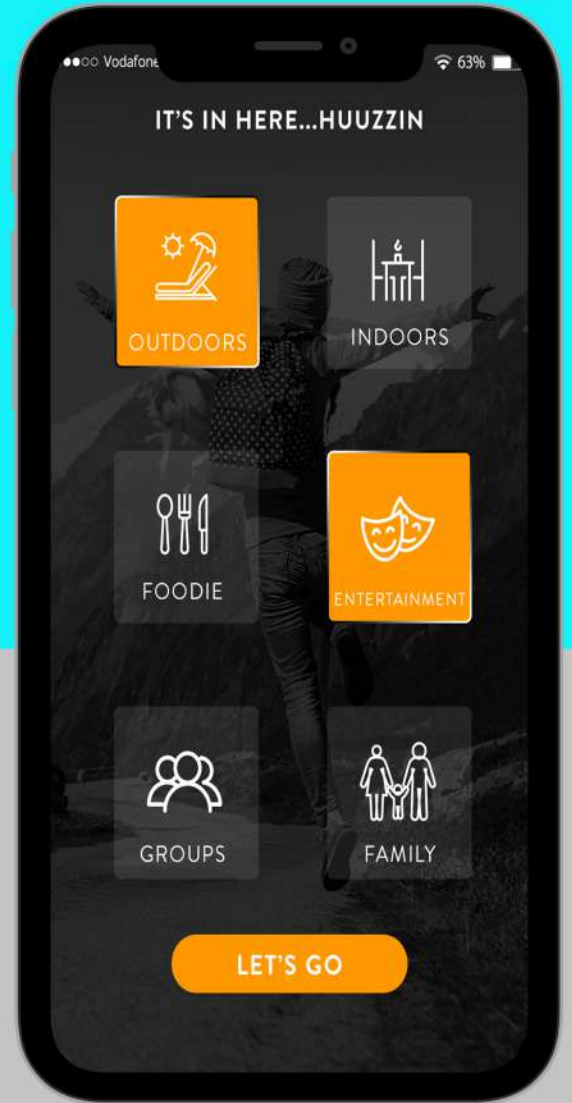 Vodafone
63%
IT'S IN HERE...HUUZZIN
OUTDOORS
INDOORS
FOODIE
ENTERTAINMENT
GROUPS
FAMILY
LET'S GO